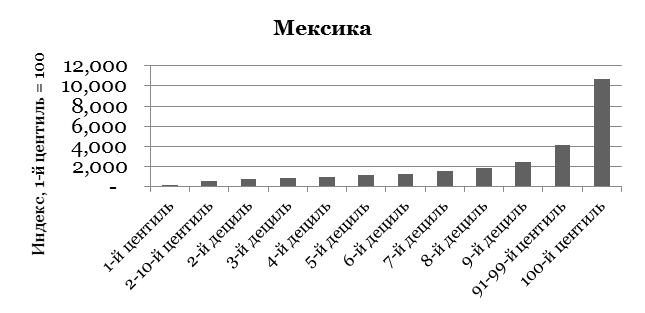 Мексика
Индекс, 1-й центиль = 100
12,000
10,000
8,000
6,000
4,000
2,000
-
1-й центиль
2-10-й центиль
2-й дециль
3-й дециль
4-й дециль
5-й дециль
6-й дециль
7-й дециль
8-й дециль
9-й дециль
91-99-й центиль
100-й центиль